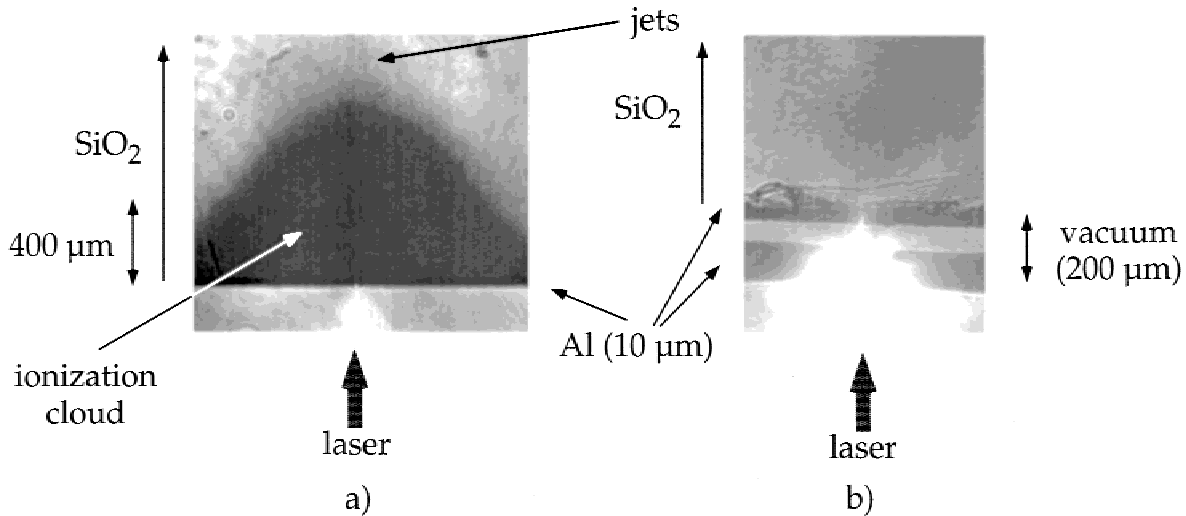 jets
SiO2
400 µm
ionization
cloud
laser
a)
SiO2
Al (10 µm)
vacuum
(200 µm)
laser
b)